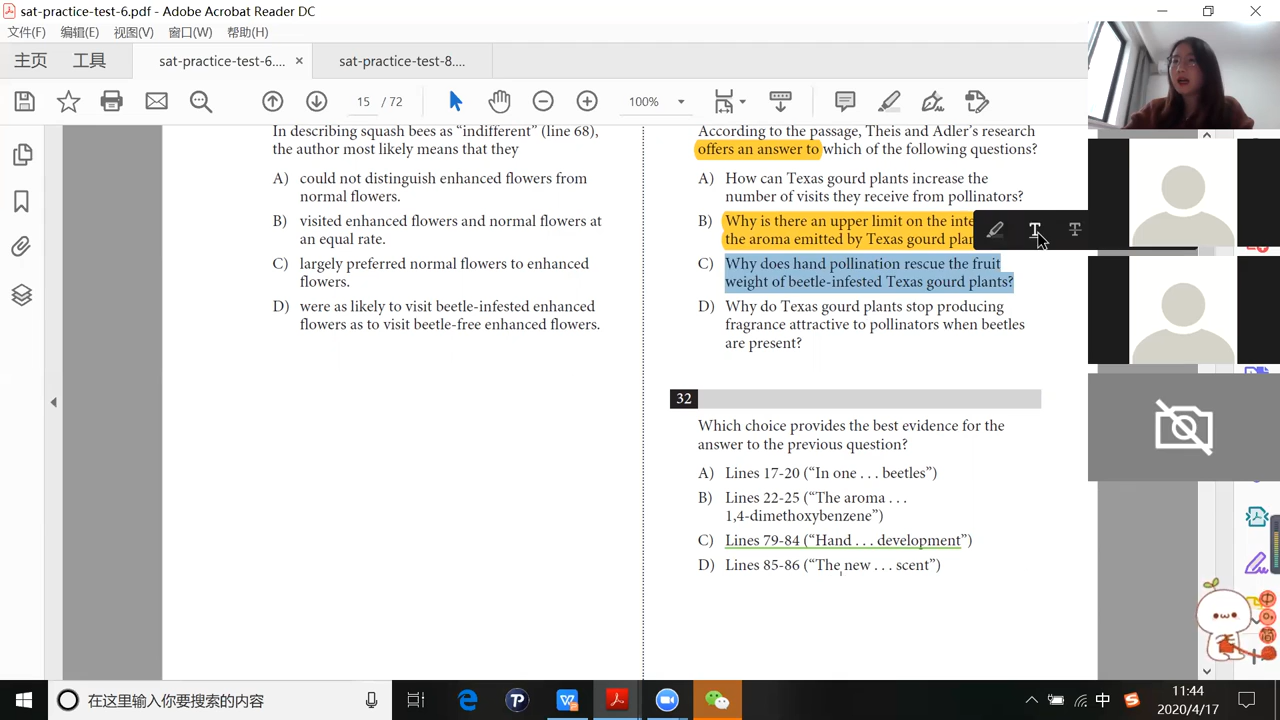 sat-practice-test-6.pdf - Adobe Acrobat Reader DC
文件(F) 编辑(E) 视图(V) 窗口(W) 帮助(H)
主页 工具 sat-practice-test-6.... × sat-practice-test-8....
15 / 72 100%
In describing squash bees as “indifferent” (line 68),
the author most likely means that they
A) could not distinguish enhanced flowers from
normal flowers.
B) visited enhanced flowers and normal flowers at
an equal rate.
C) largely preferred normal flowers to enhanced
flowers.
D) were as likely to visit beetle-infested enhanced
flowers as to visit beetle-free enhanced flowers.
According to the passage, Theis and Adler’s research
offers an answer to which of the following questions?
A) How can Texas gourd plants increase the
number of visits they receive from pollinators?
B) Why is there an upper limit on the inte
the aroma emitted by Texas gourd plan
C) Why does hand pollination rescue the fruit
weight of beetle-infested Texas gourd plants?
D) Why do Texas gourd plants stop producing
fragrance attractive to pollinators when beetles
are present?
32
Which choice provides the best evidence for the
answer to the previous question?
A) Lines 17-20 (“In one . . . beetles”)
B) Lines 22-25 (“The aroma . . .
1,4-dimethoxybenzene”)
C) Lines 79-84 (“Hand . . . development”)
D) Lines 85-86 (“The new . . . scent”)
在这里输入你要搜索的内容
中
11:44
2020/4/17